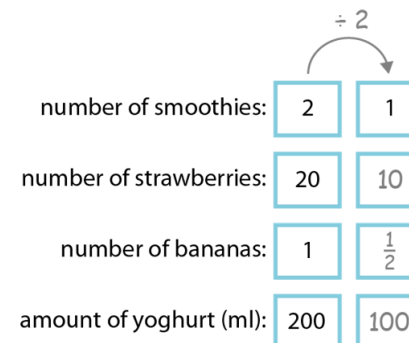 ÷ 2
number of smoothies: 2 1
number of strawberries: 20 10
number of bananas: 1 1/2
amount of yoghurt (ml): 200 100